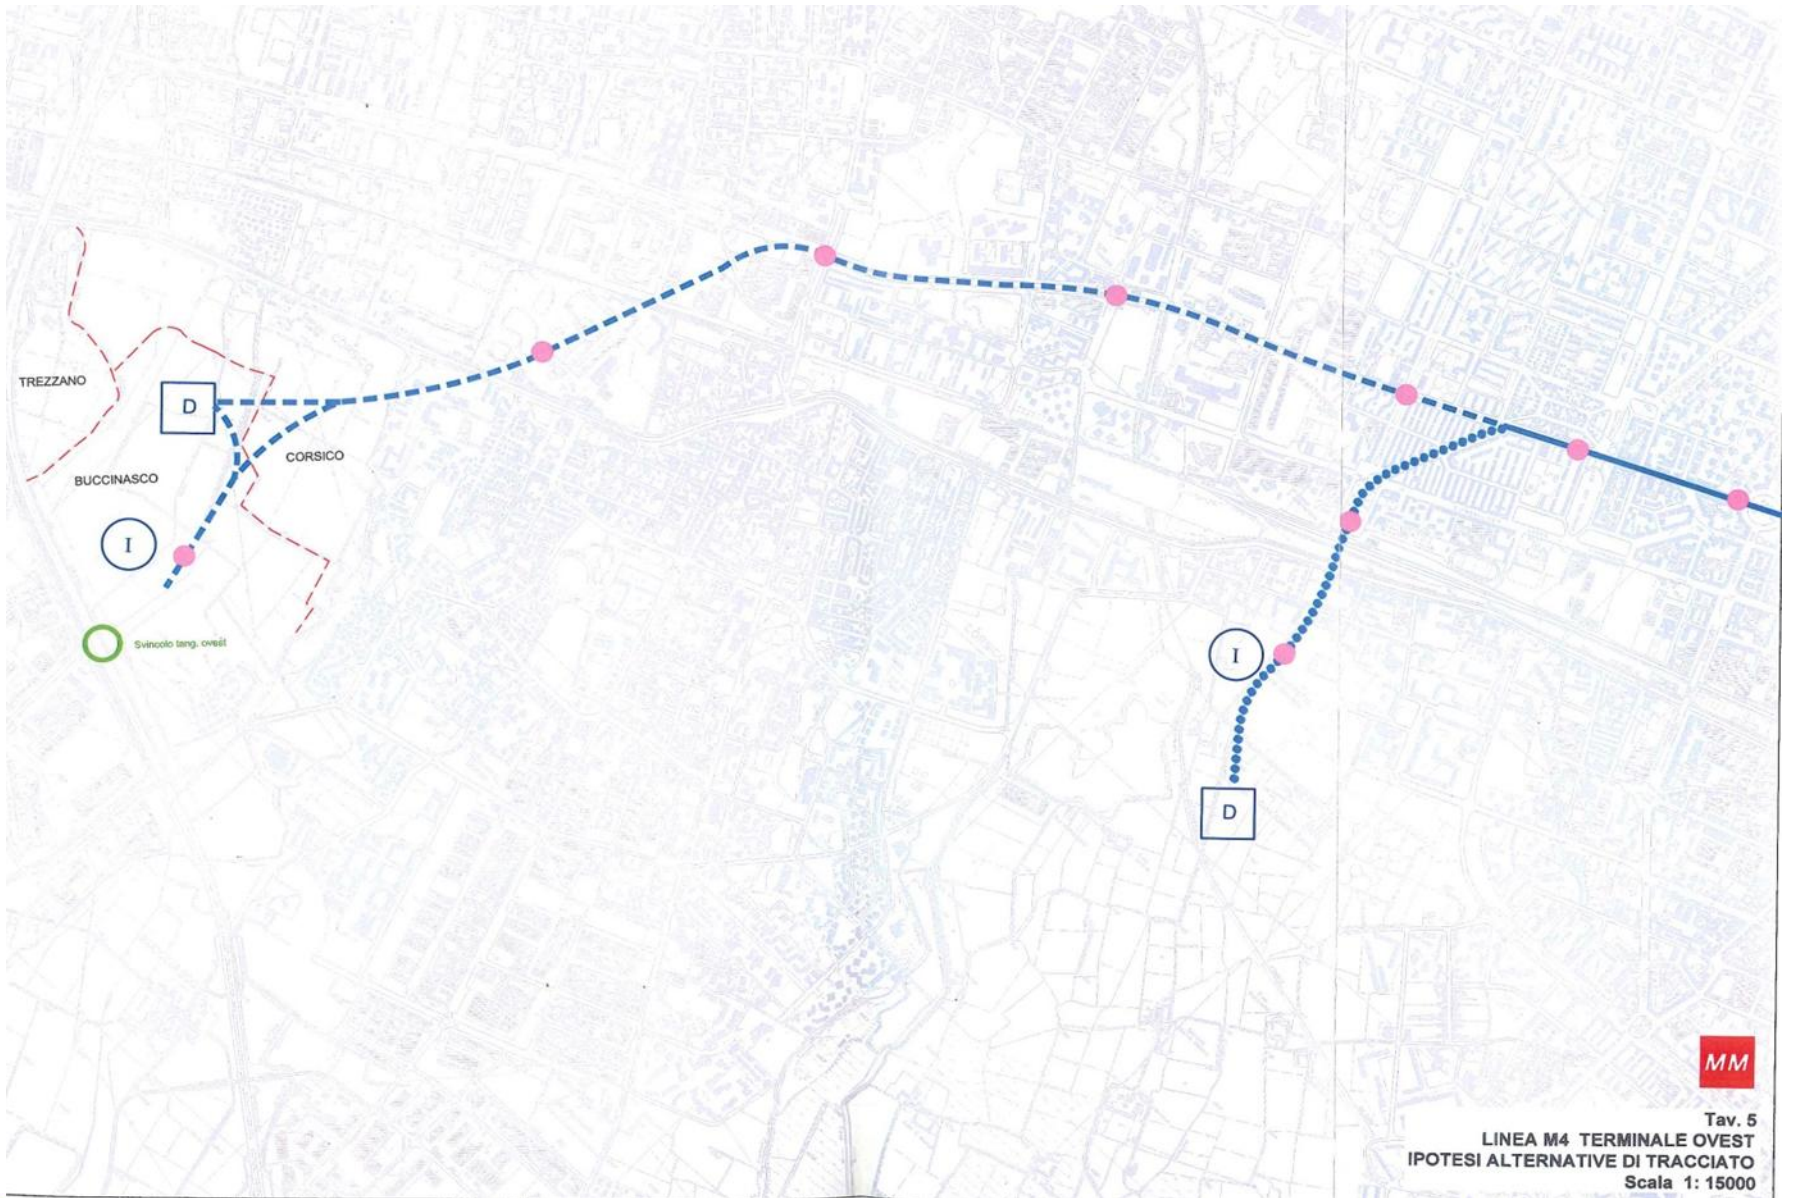 TREZZANO
D
CORSICO
BUCCINASCO
I
Svincolo tang. ovest
I
D
MM
Tav. 5
LINEA M4 TERMINALE OVEST
IPOTESI ALTERNATIVE DI TRACCIATO
Scala 1: 15000